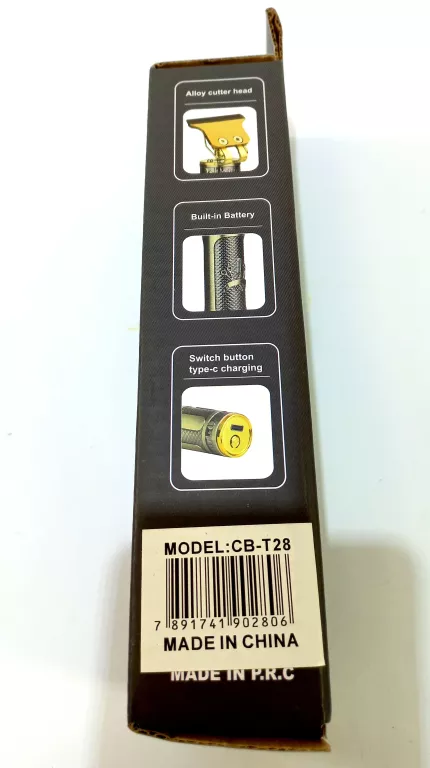 Alloy cutter head
Built-in Battery
Switch button
type-c charging
MODEL:CB-T28
7 891741 902806
MADE IN CHINA
MADE IN P.R.C